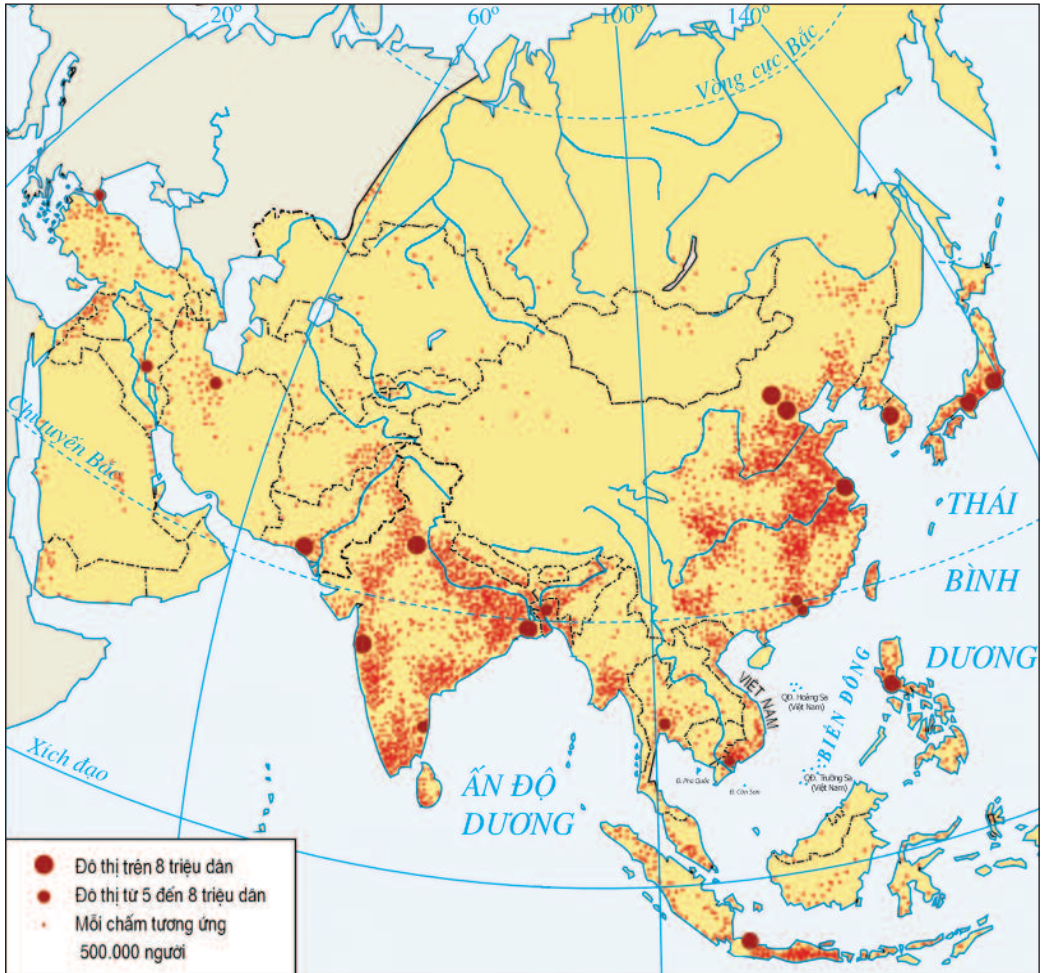 20°
60°
100°
140°
Vòng cực Bắc
Chí tuyến Bắc
THÁI
BÌNH
DƯƠNG
VIỆT NAM
BIỂN ĐÔNG
QĐ. Hoàng Sa
(Việt Nam)
QĐ. Trường Sa
(Việt Nam)
Đ. Phú Quốc
Đ. Côn Sơn
Xích đạo
ẤN ĐỘ
DƯƠNG
Đô thị trên 8 triệu dân
Đô thị từ 5 đến 8 triệu dân
Mỗi chấm tương ứng
500.000 người